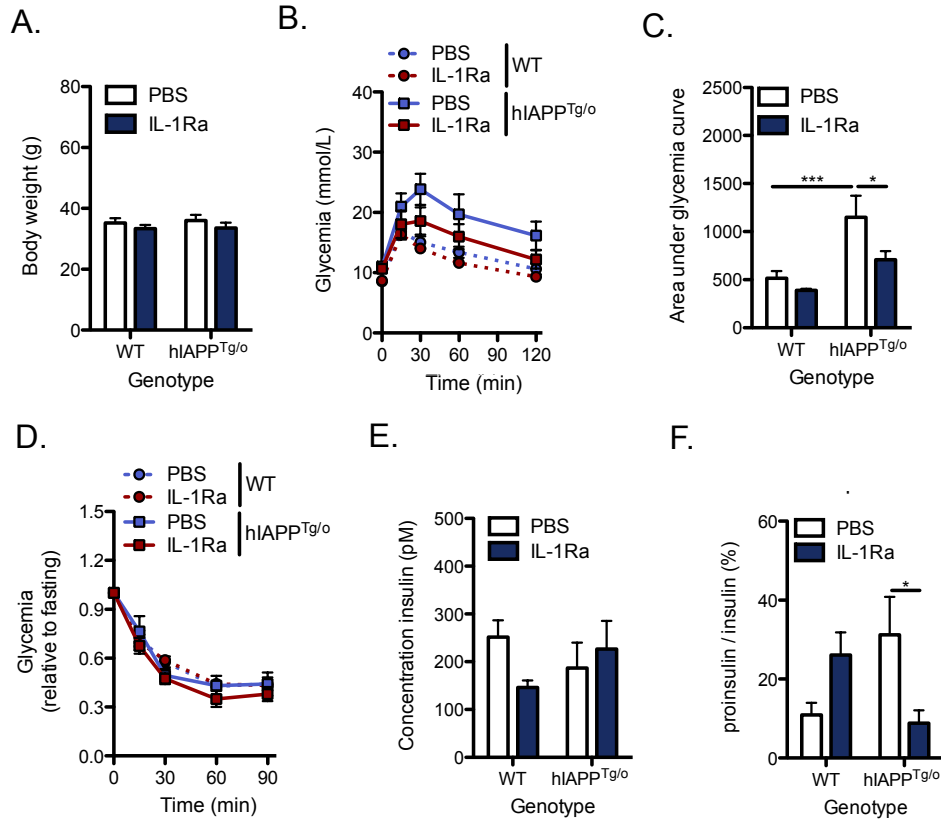 A.
PBS
IL-1Ra
80
60
40
20
0
Body weight (g)
WT hIAPPTg/o
Genotype
B.
PBS
IL-1Ra
WT
PBS
IL-1Ra
hIAPPTg/o
40
30
20
10
0
Glycemia (mmol/L)
0 30 60 90 120
Time (min)
C.
PBS
IL-1Ra
2500
2000
1500
1000
500
0
Area under glycemia curve
*** *
WT hIAPPTg/o
Genotype
D.
PBS
IL-1Ra
WT
PBS
IL-1Ra
hIAPPTg/o
1.5
1.2
0.9
0.6
0.3
0.0
Glycemia
(relative to fasting)
0 30 60 90
Time (min)
E.
PBS
IL-1Ra
500
400
300
200
100
0
Concentration insulin (pM)
WT hIAPPTg/o
Genotype
F.
PBS
IL-1Ra
60
40
20
0
proinsulin / insulin (%)
*
WT hIAPPTg/o
Genotype